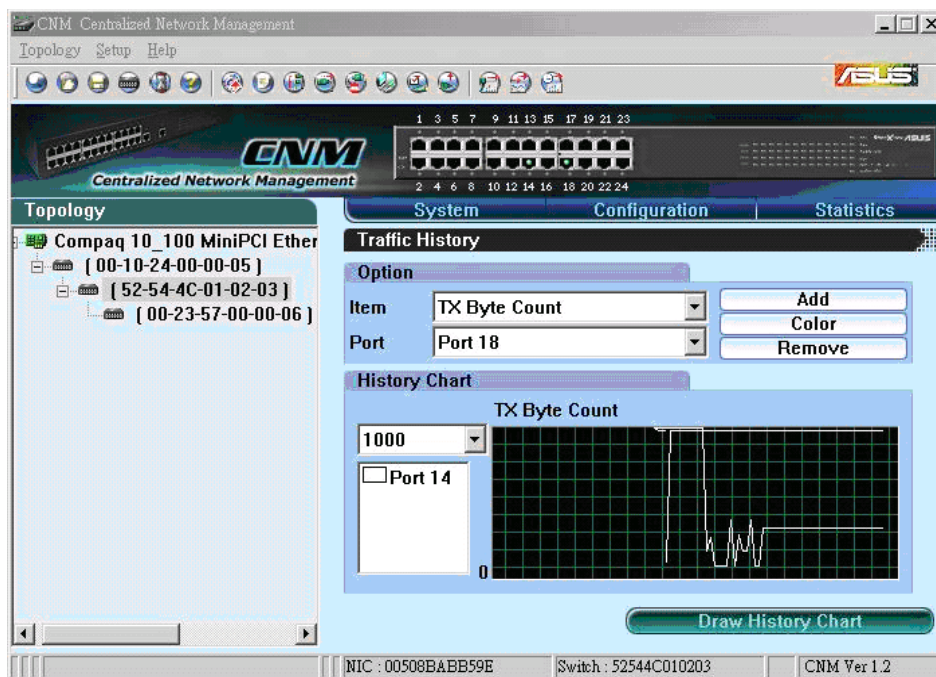 CNM Centralized Network Management
Topology Setup Help
ASUS
1 3 5 7 9 11 13 15 17 19 21 23
CNM
Centralized Network Management
2 4 6 8 10 12 14 16 18 20 22 24
Topology
System Configuration Statistics
Compaq 10_100 MiniPCI Ether
( 00-10-24-00-00-05 )
( 52-54-4C-01-02-03 )
( 00-23-57-00-00-06 )
Traffic History
Option
Item TX Byte Count Add
Color
Port Port 18 Remove
History Chart
TX Byte Count
1000
Port 14
0
Draw History Chart
NIC : 00508BABB59E Switch : 52544C010203 CNM Ver 1.2